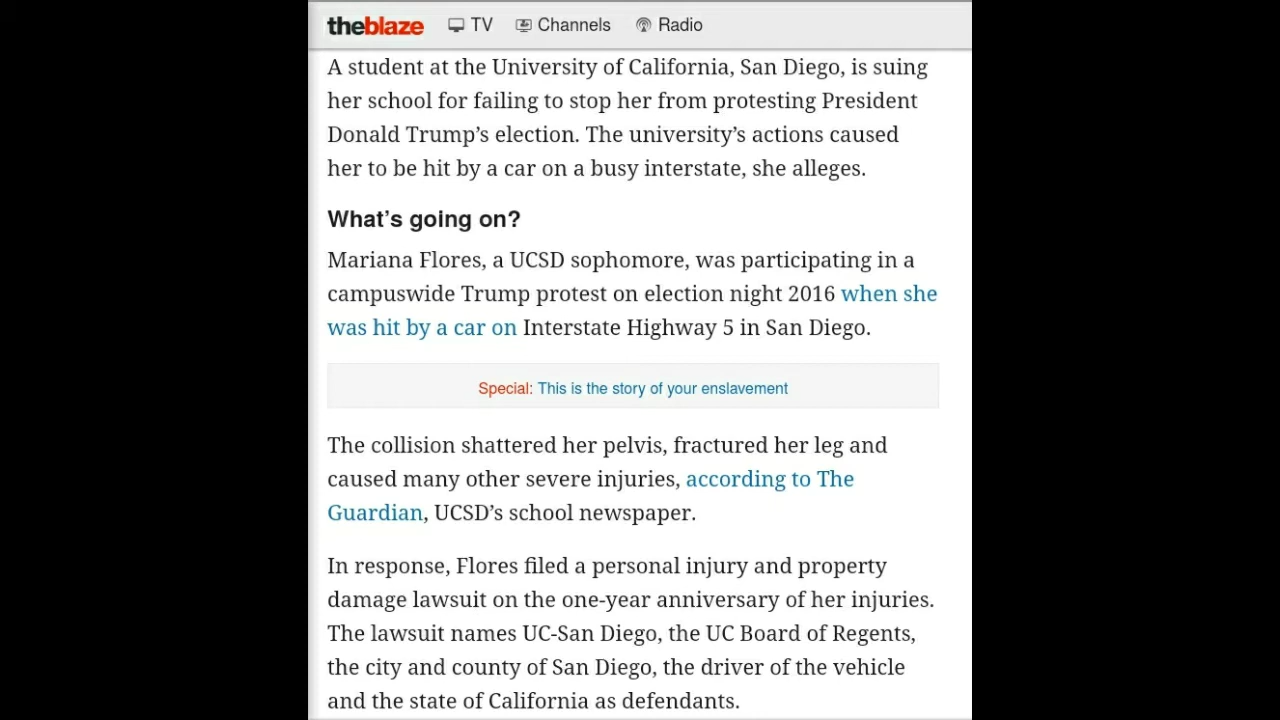 theblaze TV Channels Radio
A student at the University of California, San Diego, is suing
her school for failing to stop her from protesting President
Donald Trump’s election. The university’s actions caused
her to be hit by a car on a busy interstate, she alleges.
What’s going on?
Mariana Flores, a UCSD sophomore, was participating in a
campuswide Trump protest on election night 2016 when she
was hit by a car on Interstate Highway 5 in San Diego.
Special: This is the story of your enslavement
The collision shattered her pelvis, fractured her leg and
caused many other severe injuries, according to The
Guardian, UCSD’s school newspaper.
In response, Flores filed a personal injury and property
damage lawsuit on the one-year anniversary of her injuries.
The lawsuit names UC-San Diego, the UC Board of Regents,
the city and county of San Diego, the driver of the vehicle
and the state of California as defendants.